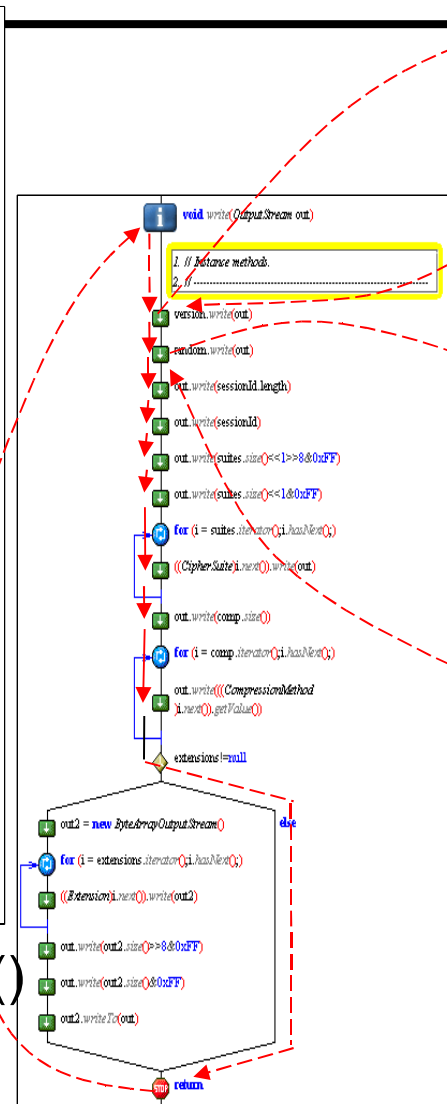 void write(OutputStream out)
1. // Instance methods.
2. // ------------------------------------------------------------------------
version.write(out)
random.write(out)
out.write(sessionId.length)
out.write(sessionId)
out.write(suites.size()<<1>>8&0xFF)
out.write(suites.size()<<1&0xFF)
for (i = suites.iterator();i.hasNext();)
((CipherSuite)i.next()).write(out)
out.write(comp.size())
for (i = comp.iterator();i.hasNext();)
out.write(((CompressionMethod
)i.next()).getValue())
extensions!=null
out2 = new ByteArrayOutputStream()
else
for (i = extensions.iterator();i.hasNext();)
((Extension)i.next()).write(out2)
out.write(out2.size()>>8&0xFF)
()
out.write(out2.size()&0xFF)
out2.writeTo(out)
STOP
return